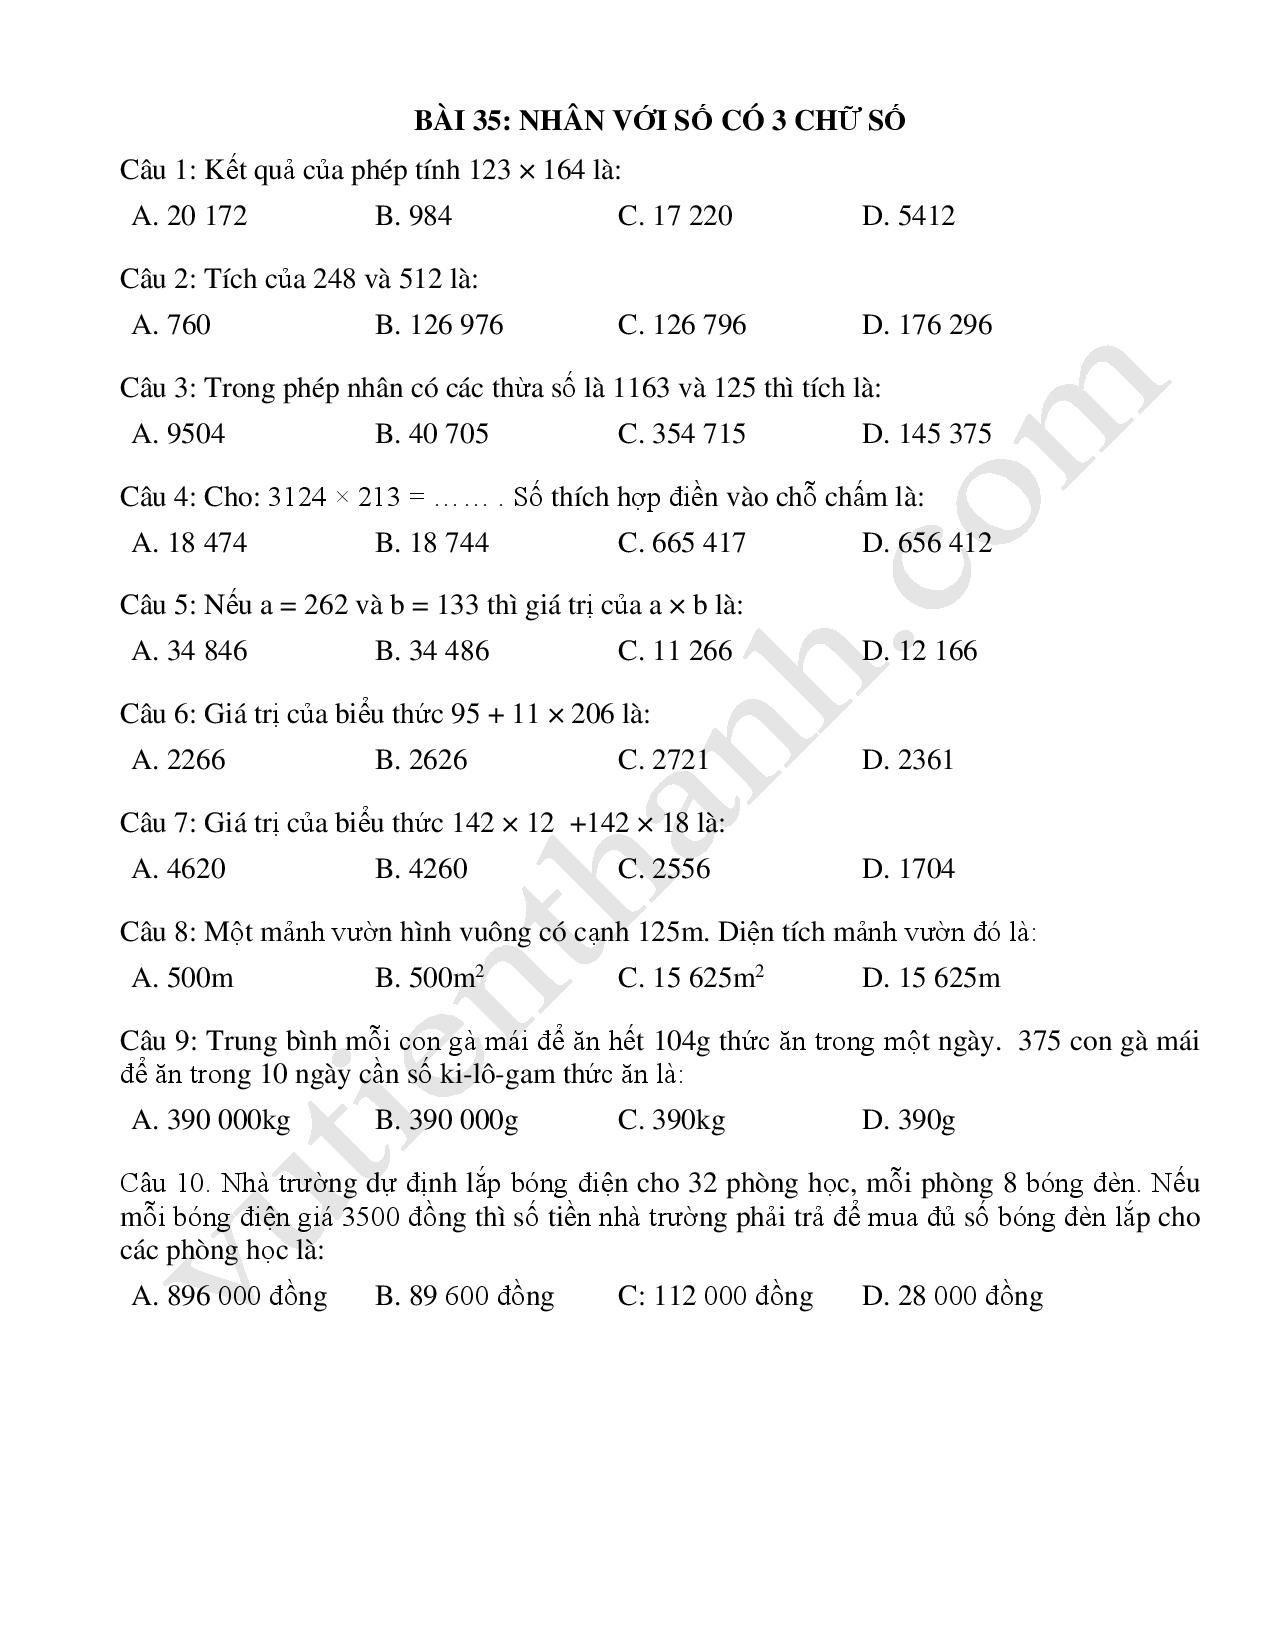 BÀI 35: NHÂN VỚI SỐ CÓ 3 CHỮ SỐ
Câu 1: Kết quả của phép tính 123 × 164 là:
A. 20 172 B. 984 C. 17 220 D. 5412
Câu 2: Tích của 248 và 512 là:
A. 760 B. 126 976 C. 126 796 D. 176 296
Câu 3: Trong phép nhân có các thừa số là 1163 và 125 thì tích là:
A. 9504 B. 40 705 C. 354 715 D. 145 375
Câu 4: Cho: 3124 × 213 = …… . Số thích hợp điền vào chỗ chấm là:
A. 18 474 B. 18 744 C. 665 417 D. 656 412
Câu 5: Nếu a = 262 và b = 133 thì giá trị của a × b là:
A. 34 846 B. 34 486 C. 11 266 D. 12 166
Câu 6: Giá trị của biểu thức 95 + 11 × 206 là:
A. 2266 B. 2626 C. 2721 D. 2361
Câu 7: Giá trị của biểu thức 142 × 12 +142 × 18 là:
A. 4620 B. 4260 C. 2556 D. 1704
Câu 8: Một mảnh vườn hình vuông có cạnh 125m. Diện tích mảnh vườn đó là:
A. 500m B. 500m² C. 15 625m² D. 15 625m
Câu 9: Trung bình mỗi con gà mái để ăn hết 104g thức ăn trong một ngày. 375 con gà mái
để ăn trong 10 ngày cần số ki-lô-gam thức ăn là:
A. 390 000kg B. 390 000g C. 390kg D. 390g
Câu 10. Nhà trường dự định lắp bóng điện cho 32 phòng học, mỗi phòng 8 bóng đèn. Nếu
mỗi bóng điện giá 3500 đồng thì số tiền nhà trường phải trả để mua đủ số bóng đèn lắp cho
các phòng học là:
A. 896 000 đồng B. 89 600 đồng C: 112 000 đồng D. 28 000 đồng
vutienthanh.com